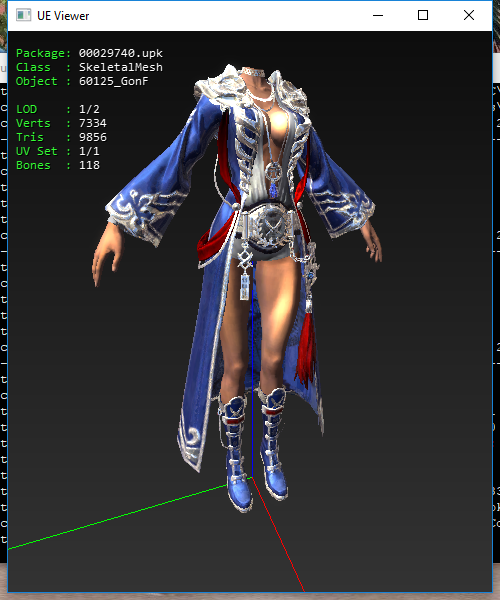 UE Viewer
Package: 00029740.upk
Class : SkeletalMesh
Object : 60125_GonF
LOD : 1/2
Verts : 7334
Tris : 9856
UV Set : 1/1
Bones : 118